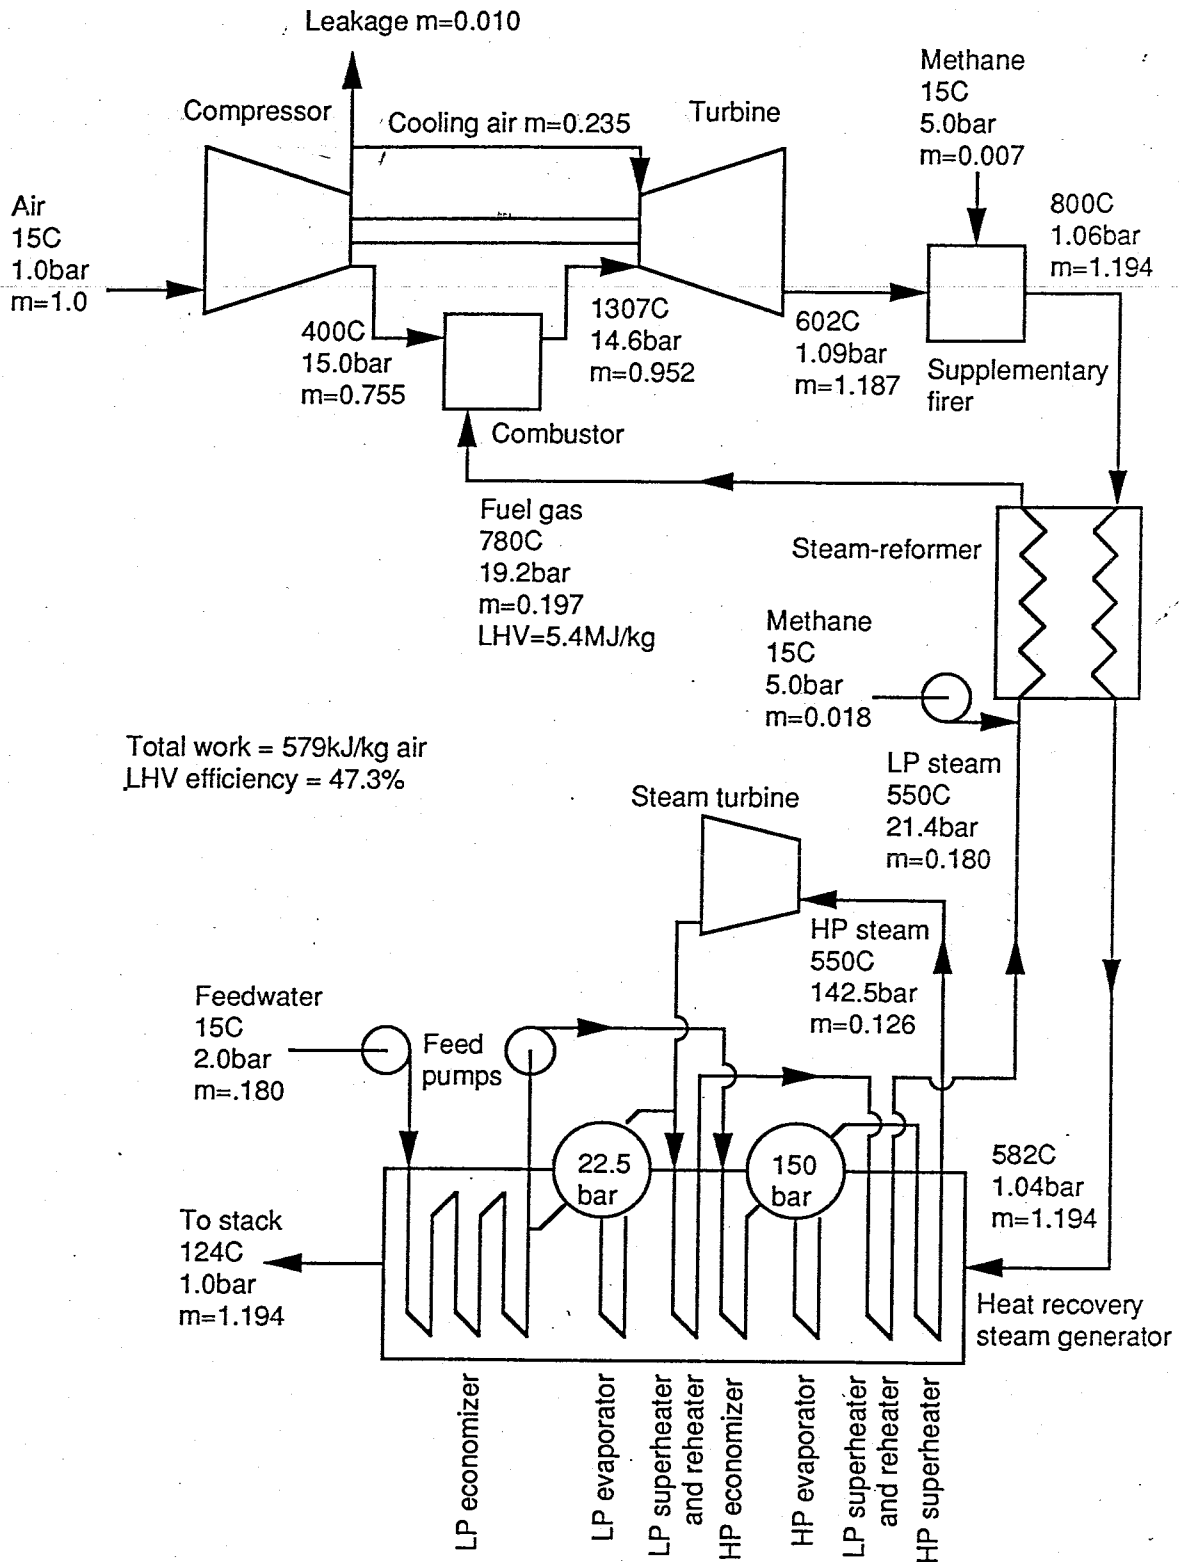 Leakage m=0.010
Compressor
Cooling air m=0.235
Turbine
Methane
15C
5.0bar
m=0.007
Air
15C
1.0bar
m=1.0
800C
1.06bar
m=1.194
400C
15.0bar
m=0.755
1307C
14.6bar
m=0.952
602C
1.09bar
m=1.187
Supplementary
firer
Combustor
Fuel gas
780C
19.2bar
m=0.197
LHV=5.4MJ/kg
Steam-reformer
Methane
15C
5.0bar
m=0.018
Total work = 579kJ/kg air
LHV efficiency = 47.3%
LP steam
550C
21.4bar
m=0.180
Steam turbine
HP steam
550C
142.5bar
m=0.126
Feedwater
15C
2.0bar
m=.180
Feed
pumps
22.5
bar
150
bar
582C
1.04bar
m=1.194
To stack
124C
1.0bar
m=1.194
Heat recovery
steam generator
LP economizer
LP evaporator
LP superheater
and reheater
HP economizer
HP evaporator
LP superheater
and reheater
HP superheater